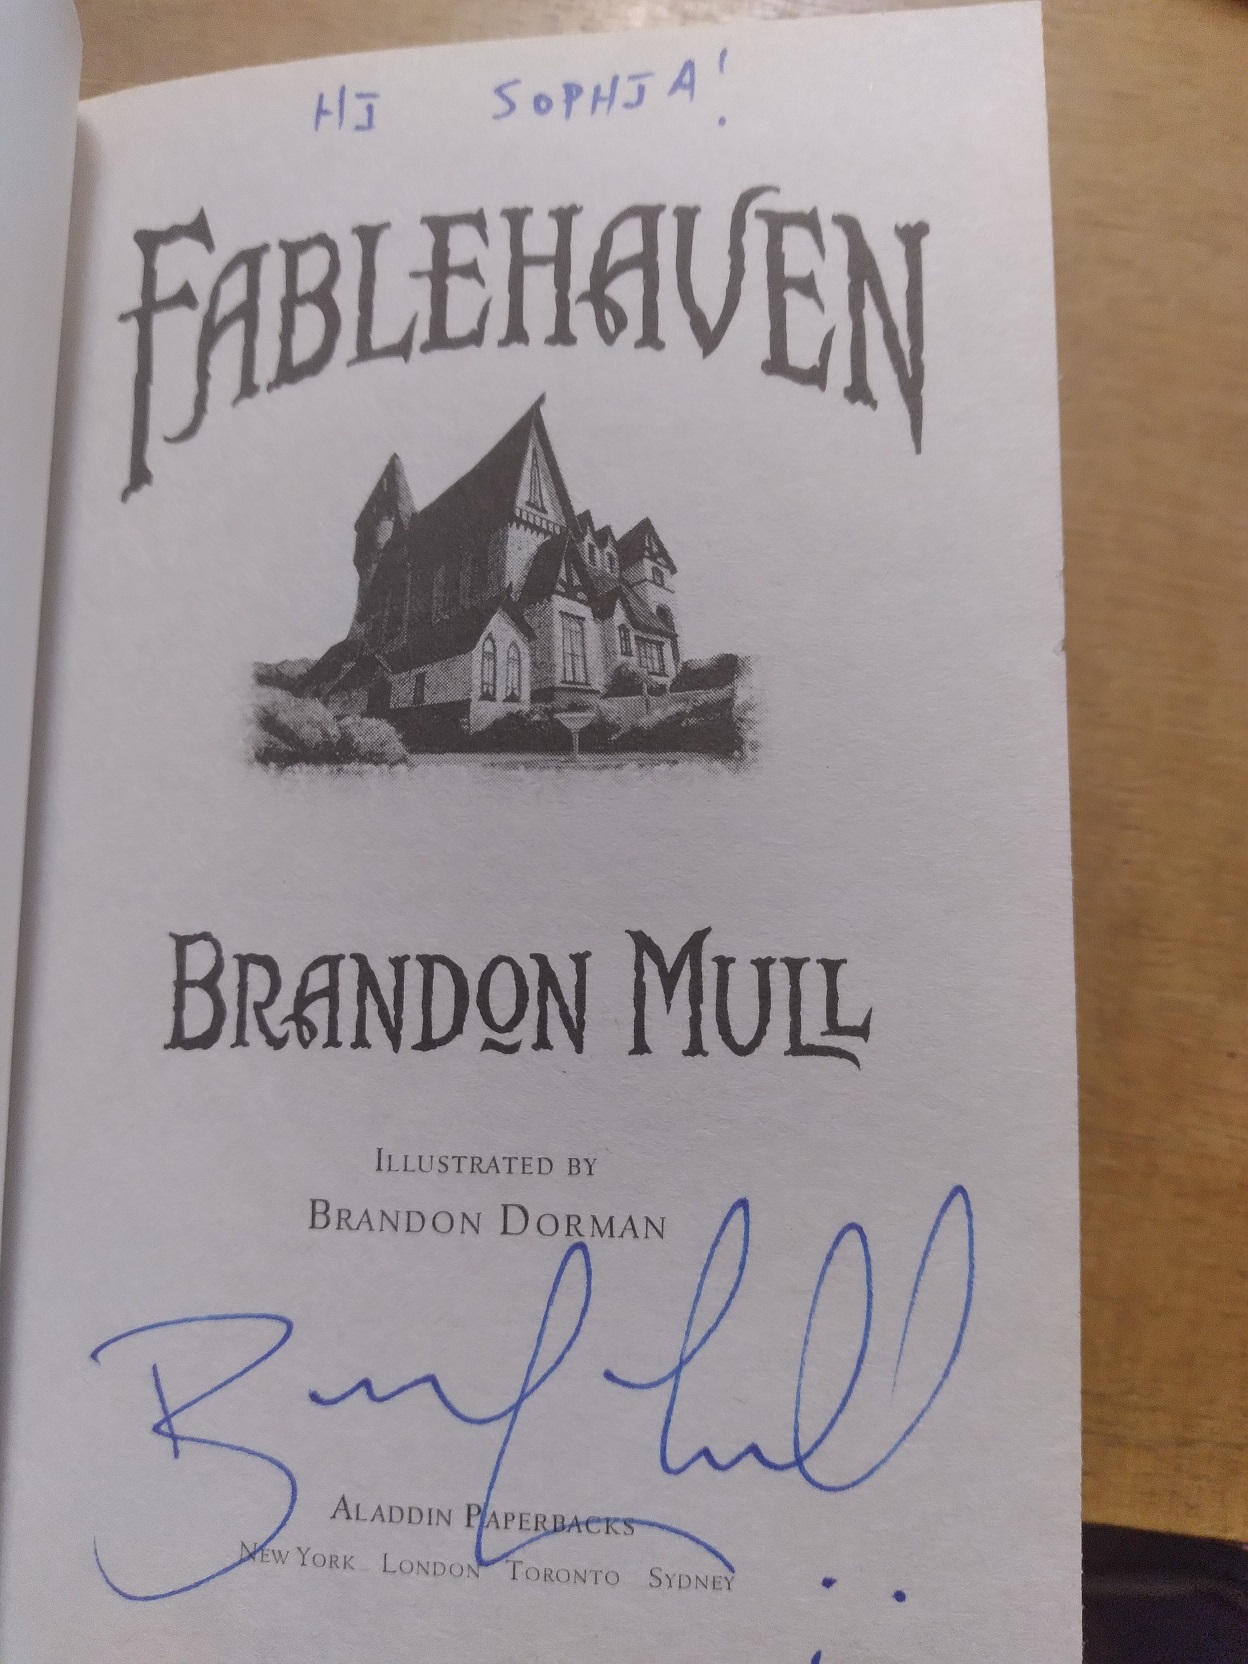 HI SOPHIA!
FABLEHAVEN
BRANDON MULL
ILLUSTRATED BY
BRANDON DORMAN
ALADDIN PAPERBACKS
NEW YORK LONDON TORONTO SYDNEY